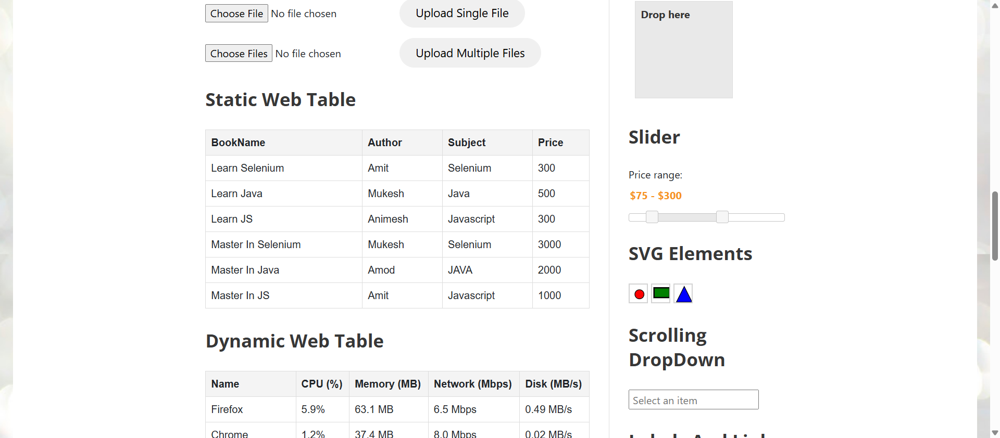 Choose File No file chosen Upload Single File
Choose Files No file chosen Upload Multiple Files
Static Web Table
BookName Author Subject Price
Learn Selenium Amit Selenium 300
Learn Java Mukesh Java 500
Learn JS Animesh Javascript 300
Master In Selenium Mukesh Selenium 3000
Master In Java Amod JAVA 2000
Master In JS Amit Javascript 1000
Dynamic Web Table
Name CPU (%) Memory (MB) Network (Mbps) Disk (MB/s)
Firefox 5.9% 63.1 MB 6.5 Mbps 0.49 MB/s
Chrome 1.2% 37.4 MB 8.0 Mbps 0.02 MB/s
Drop here
Slider
Price range:
$75 - $300
SVG Elements
Scrolling
DropDown
Select an item